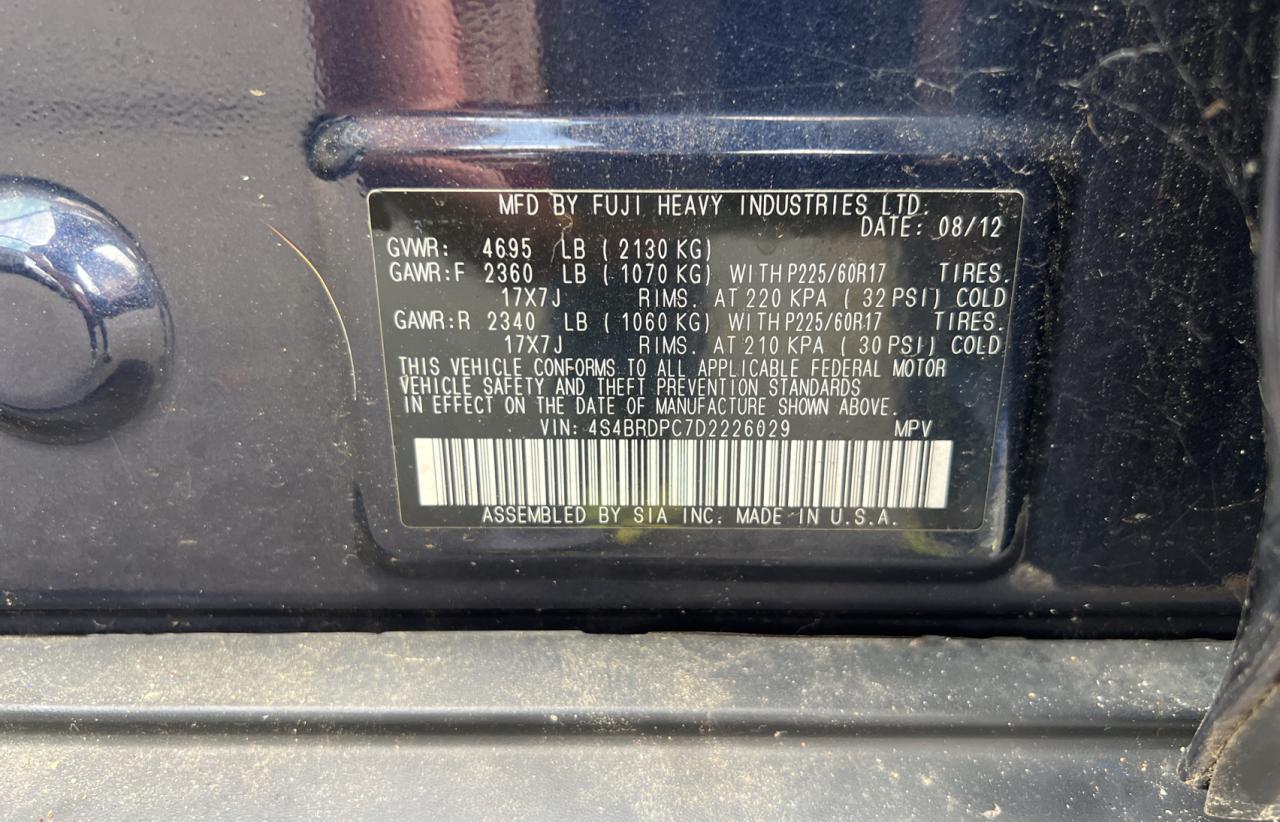 MFD BY FUJI HEAVY INDUSTRIES LTD.
DATE: 08/12
GVWR: 4695 LB ( 2130 KG)
GAWR:F 2360 LB ( 1070 KG) WITH P225/60R17 TIRES.
17X7J RIMS. AT 220 KPA ( 32 PSI) COLD
GAWR:R 2340 LB ( 1060 KG) WITH P225/60R17 TIRES.
17X7J RIMS. AT 210 KPA ( 30 PSI) COLD
THIS VEHICLE CONFORMS TO ALL APPLICABLE FEDERAL MOTOR
VEHICLE SAFETY AND THEFT PREVENTION STANDARDS
IN EFFECT ON THE DATE OF MANUFACTURE SHOWN ABOVE.
VIN: 4S4BRDPC7D2226029 MPV
ASSEMBLED BY SIA INC. MADE IN U.S.A.